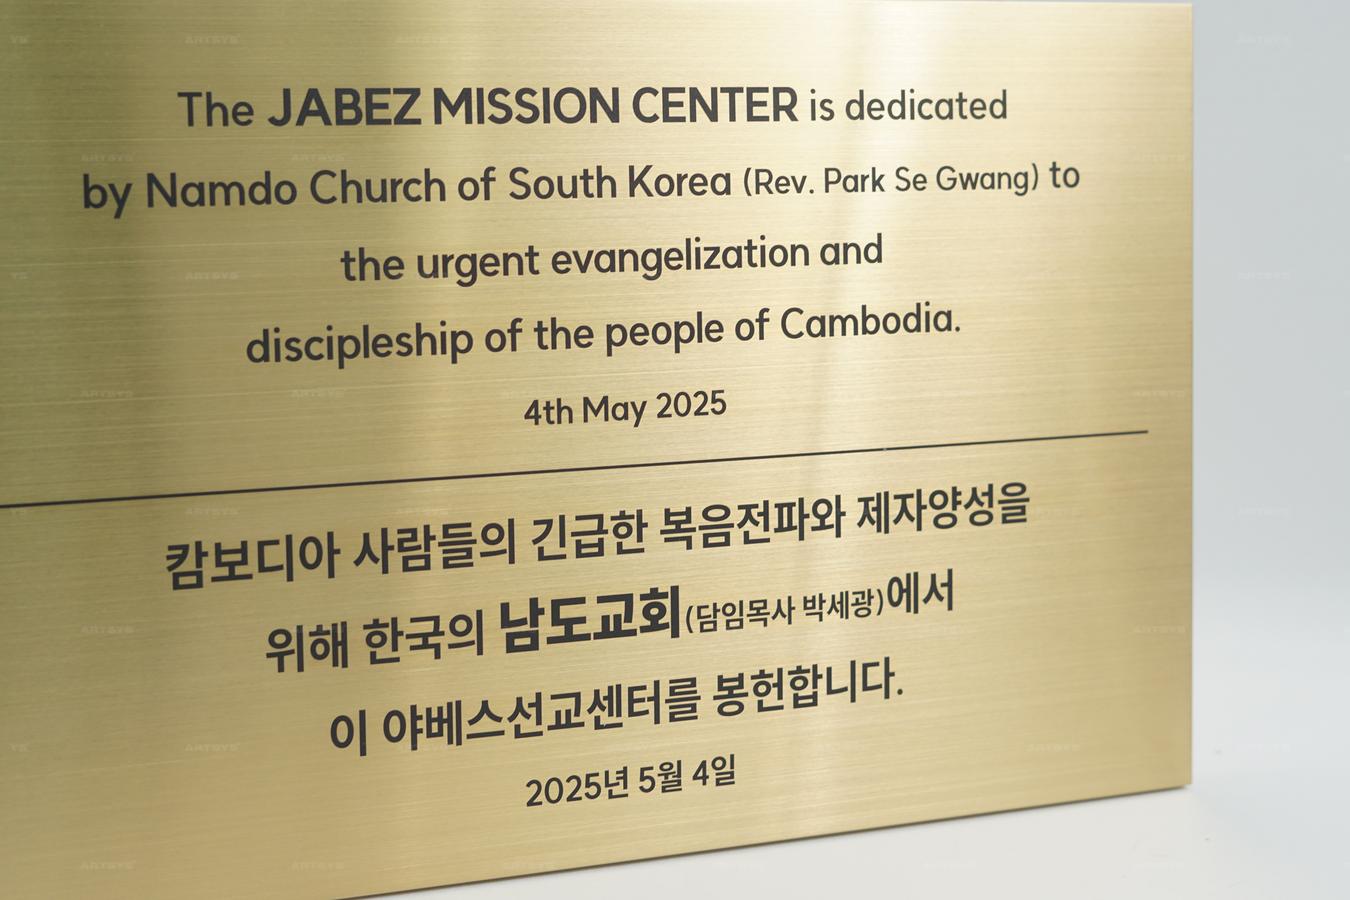 The JABEZ MISSION CENTER is dedicated
by Namdo Church of South Korea (Rev. Park Se Gwang) to
the urgent evangelization and
discipleship of the people of Cambodia.
4th May 2025
캄보디아 사람들의 긴급한 복음전파와 제자양성을
위해 한국의 남도교회(담임목사 박세광)에서
이 야베스선교센터를 봉헌합니다.
2025년 5월 4일
ARTSYS